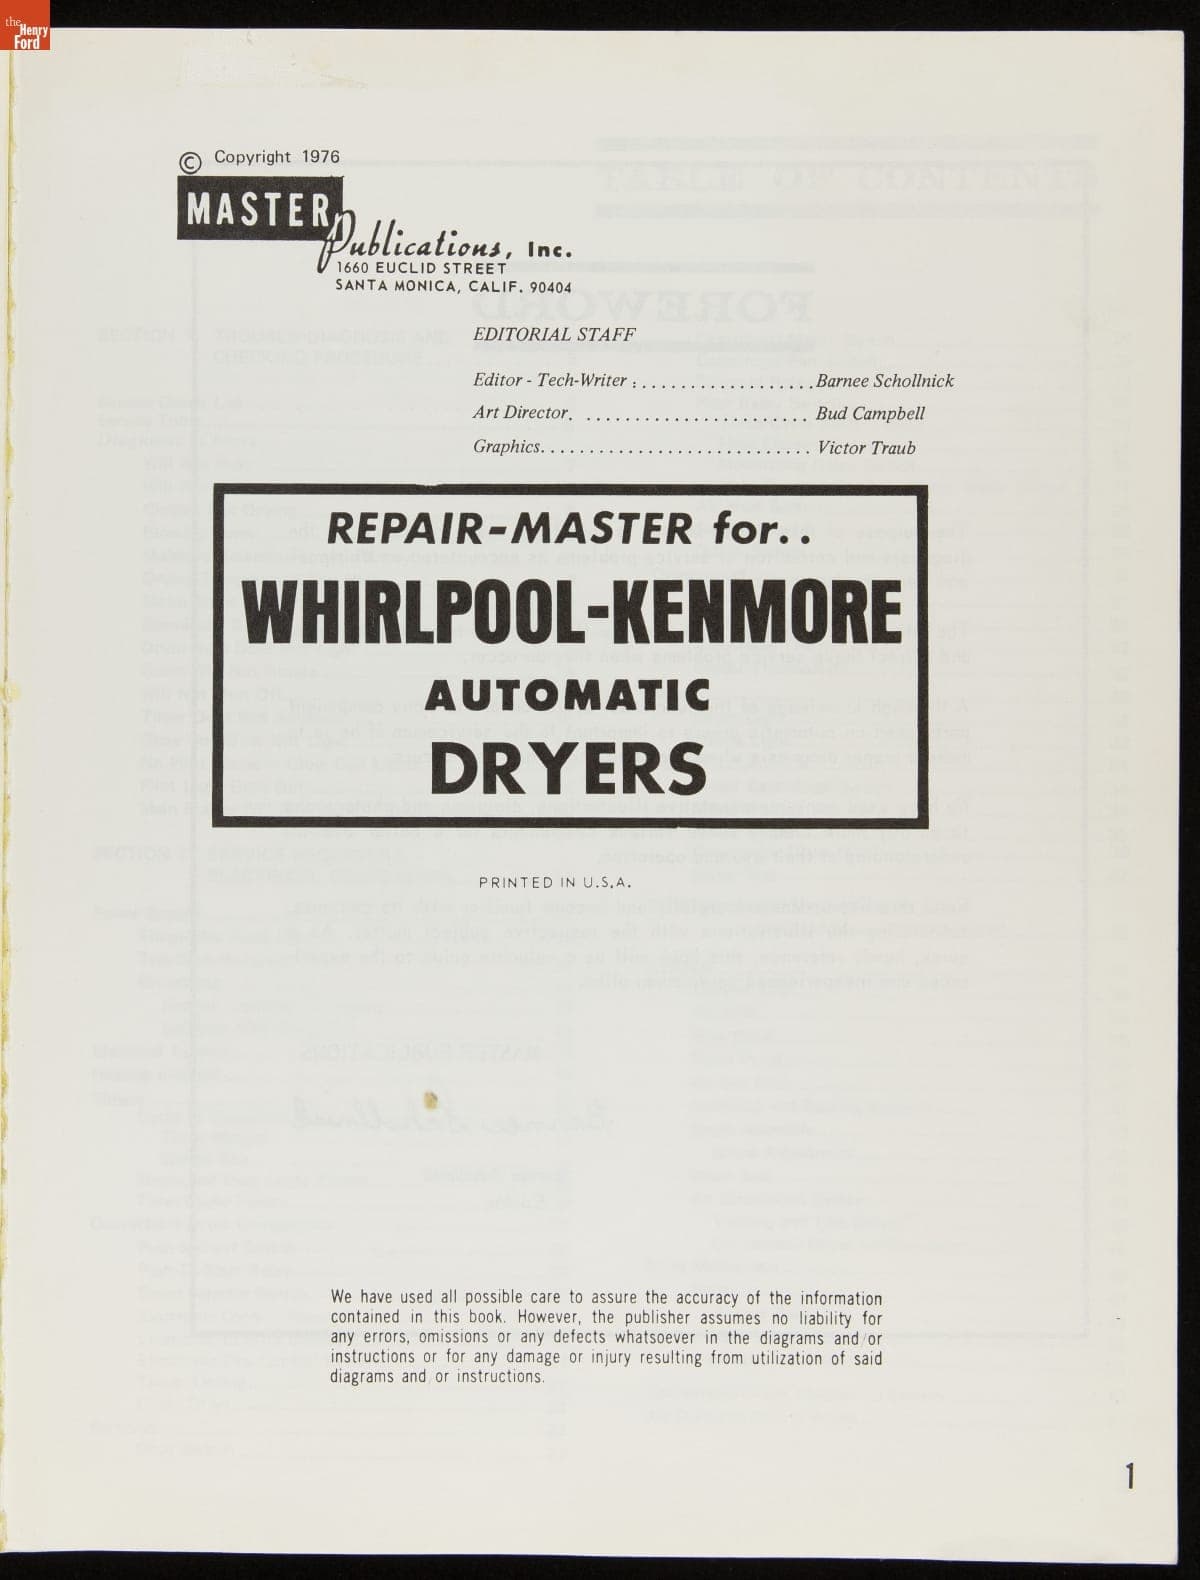 the
Henry
Ford
© Copyright 1976
MASTER
Publications, Inc.
1660 EUCLID STREET
SANTA MONICA, CALIF. 90404
EDITORIAL STAFF
Editor - Tech-Writer :..................Barnee Schollnick
Art Director. ....................... Bud Campbell
Graphics............................ Victor Traub
REPAIR-MASTER for..
WHIRLPOOL-KENMORE
AUTOMATIC
DRYERS
PRINTED IN U.S.A.
We have used all possible care to assure the accuracy of the information
contained in this book. However, the publisher assumes no liability for
any errors, omissions or any defects whatsoever in the diagrams and/or
instructions or for any damage or injury resulting from utilization of said
diagrams and/or instructions.
1